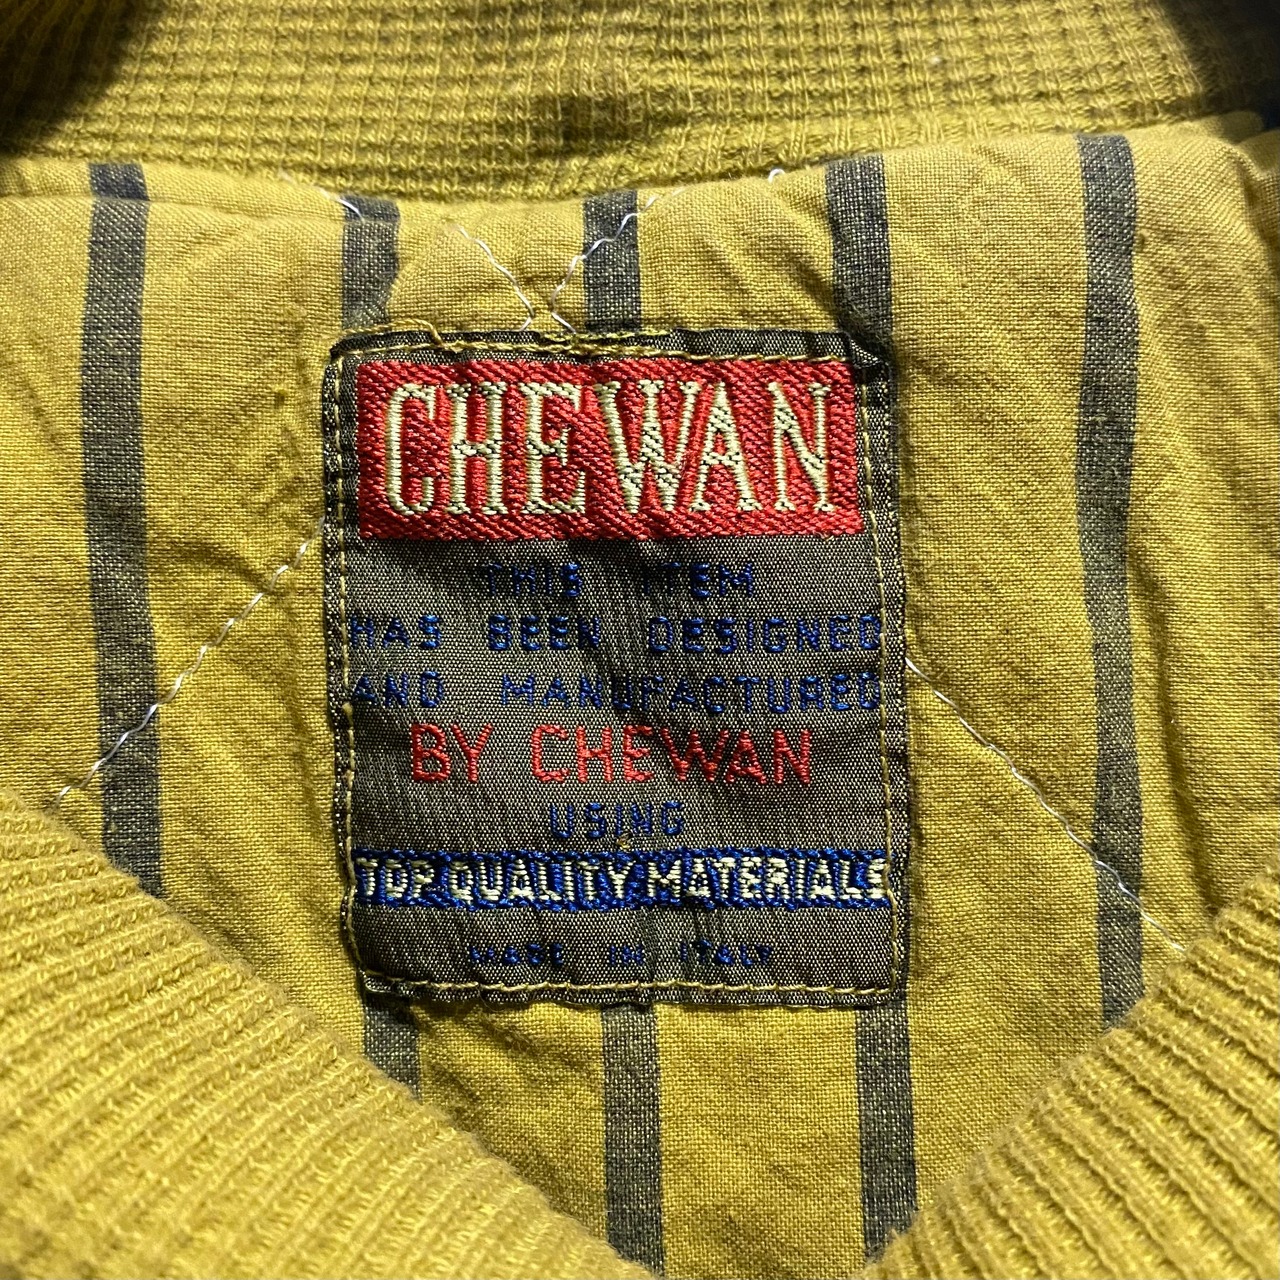 CHEWAN
THIS ITEM
HAS BEEN DESIGNED
AND MANUFACTURED
BY CHEWAN
USING
TOP QUALITY MATERIALS
MADE IN ITALY